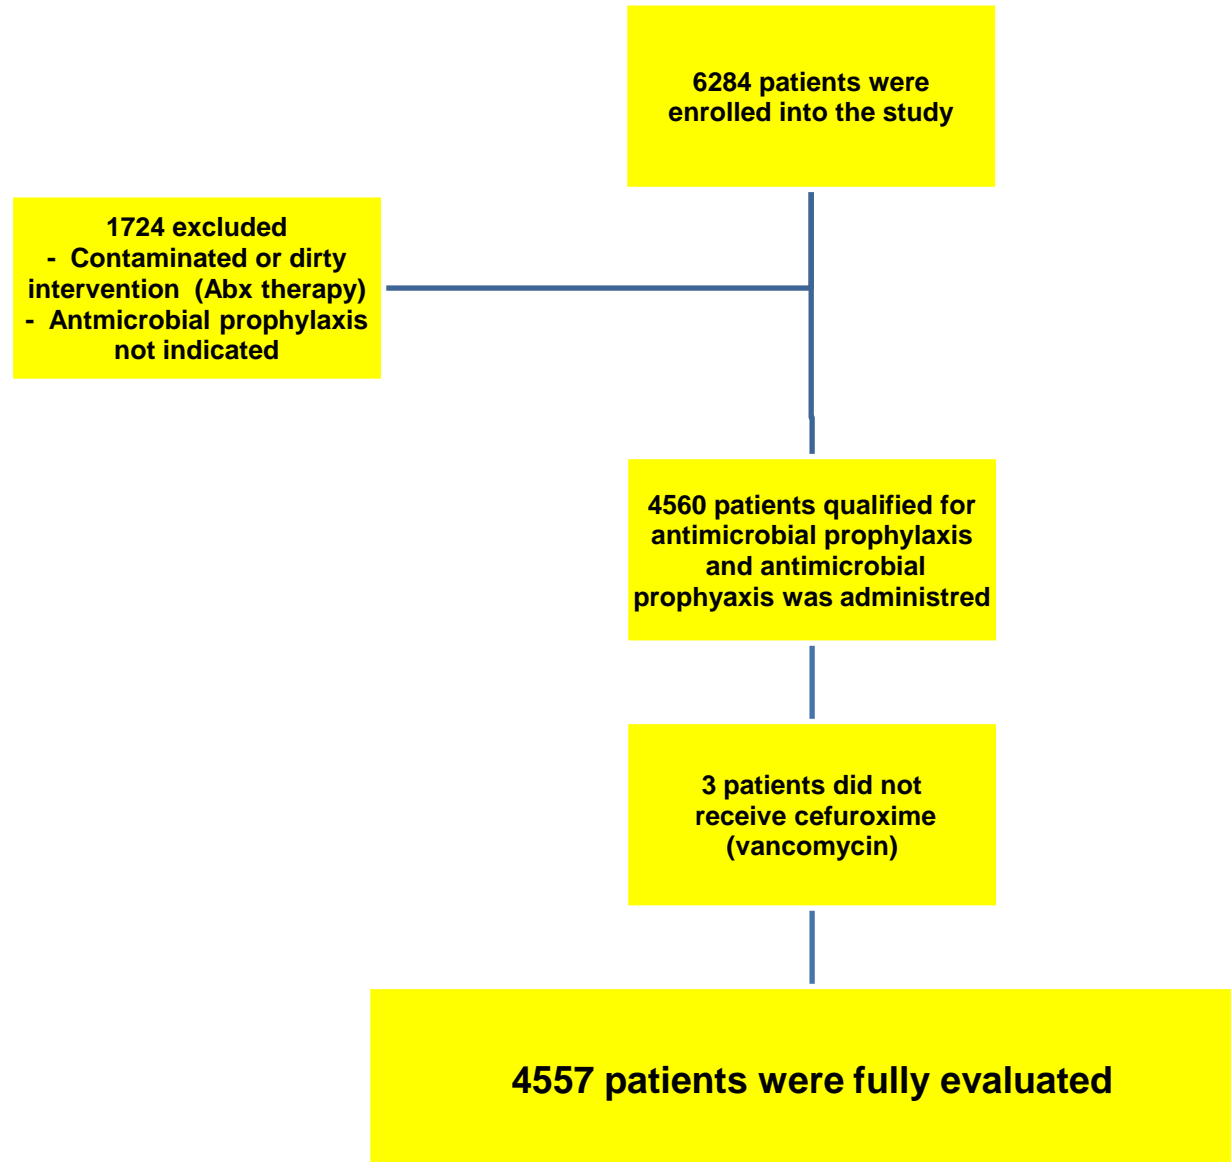 6284 patients were
enrolled into the study
1724 excluded
- Contaminated or dirty
intervention (Abx therapy)
- Antmicrobial prophylaxis
not indicated
4560 patients qualified for
antimicrobial prophylaxis
and antimicrobial
prophyaxis was administred
3 patients did not
receive cefuroxime
(vancomycin)
4557 patients were fully evaluated